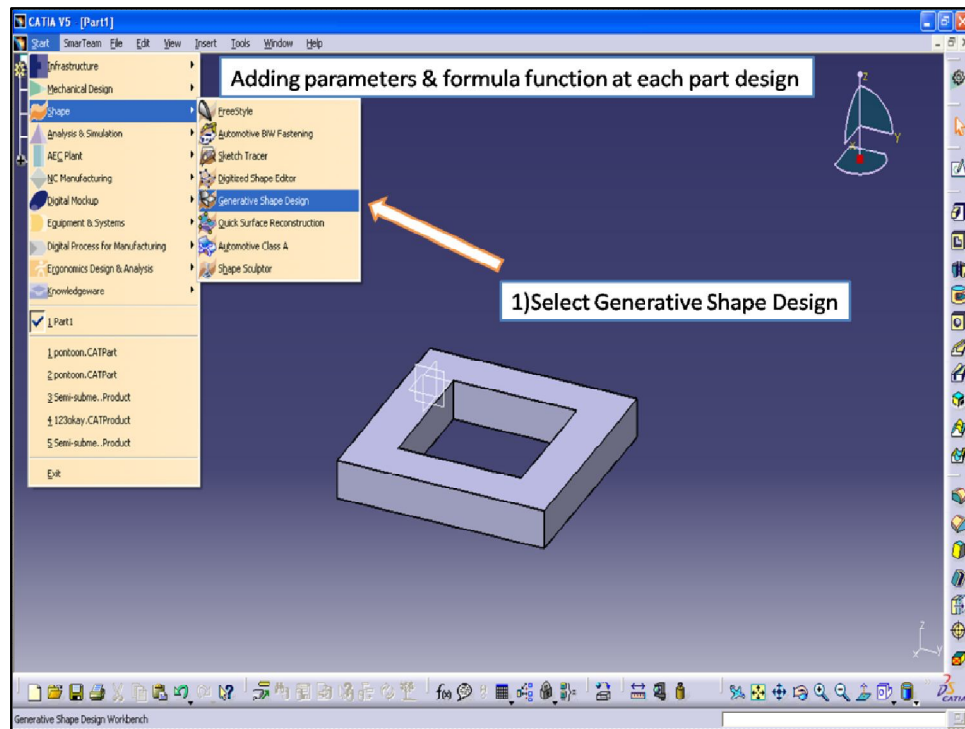 CATIA V5 [Part1]
Start SmarTeam File Edit View Insert Tools Window Help
Infrastructure
Mechanical Design
Shape
Analysis & Simulation
AEC Plant
NC Manufacturing
Digital Mockup
Equipment & Systems
Digital Process for Manufacturing
Ergonomics Design & Analysis
Knowledgeware
1 Part1
1 pontoon.CATPart
2 pontoon.CATPart
3 Semi-subme..Product
4 123okay.CATProduct
5 Semi-subme..Product
Exit
FreeStyle
Automotive BiW Fastening
Sketch Tracer
Digitized Shape Editor
Generative Shape Design
Quick Surface Reconstruction
Automotive Class A
Shape Sculptor
Adding parameters & formula function at each part design
1)Select Generative Shape Design
z
y
x
z
y
x
f(x)
CATIA
Generative Shape Design Workbench